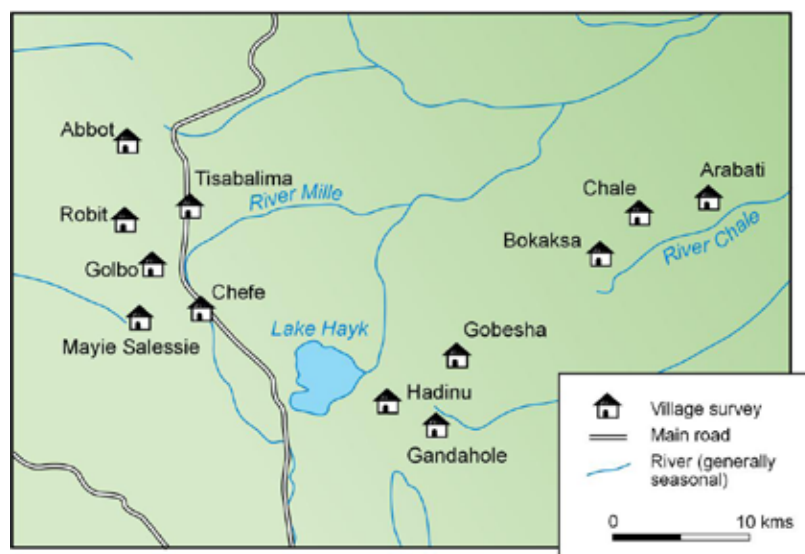 Abbot
Tisabalima
Arabati
Chale
Robit
River Mille
Bokaksa
River Chale
Golbo
Chefe
Mayie Salessie
Lake Hayk
Gobesha
Hadinu
Gandahole
Village survey
Main road
River (generally
seasonal)
0 10 kms